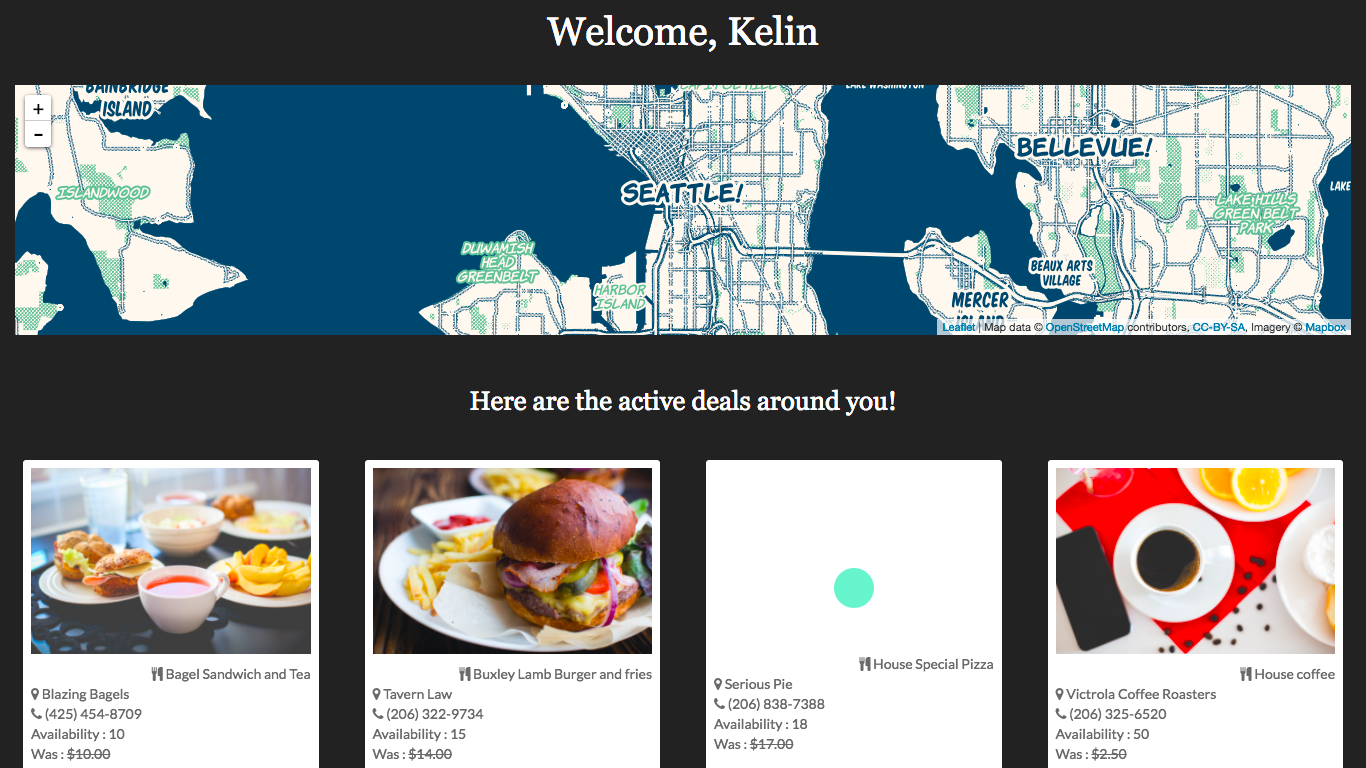 Welcome, Kelin
+
-
BAINBRIDGE
ISLAND
CAPITOL HILL
LAKE WASHINGTON
BELLEVUE!
ISLANDWOOD
SEATTLE!
LAKE
LAKE HILLS
GREEN BELT
PARK
DUWAMISH
HEAD
GREENBELT
BEAUX ARTS
VILLAGE
HARBOR
ISLAND
MERCER
ISLAND
Leaflet | Map data © OpenStreetMap contributors, CC-BY-SA, Imagery © Mapbox
Here are the active deals around you!
Bagel Sandwich and Tea
Blazing Bagels
(425) 454-8709
Availability : 10
Was : $10.00
Buxley Lamb Burger and fries
Tavern Law
(206) 322-9734
Availability : 15
Was : $14.00
House Special Pizza
Serious Pie
(206) 838-7388
Availability : 18
Was : $17.00
House coffee
Victrola Coffee Roasters
(206) 325-6520
Availability : 50
Was : $2.50